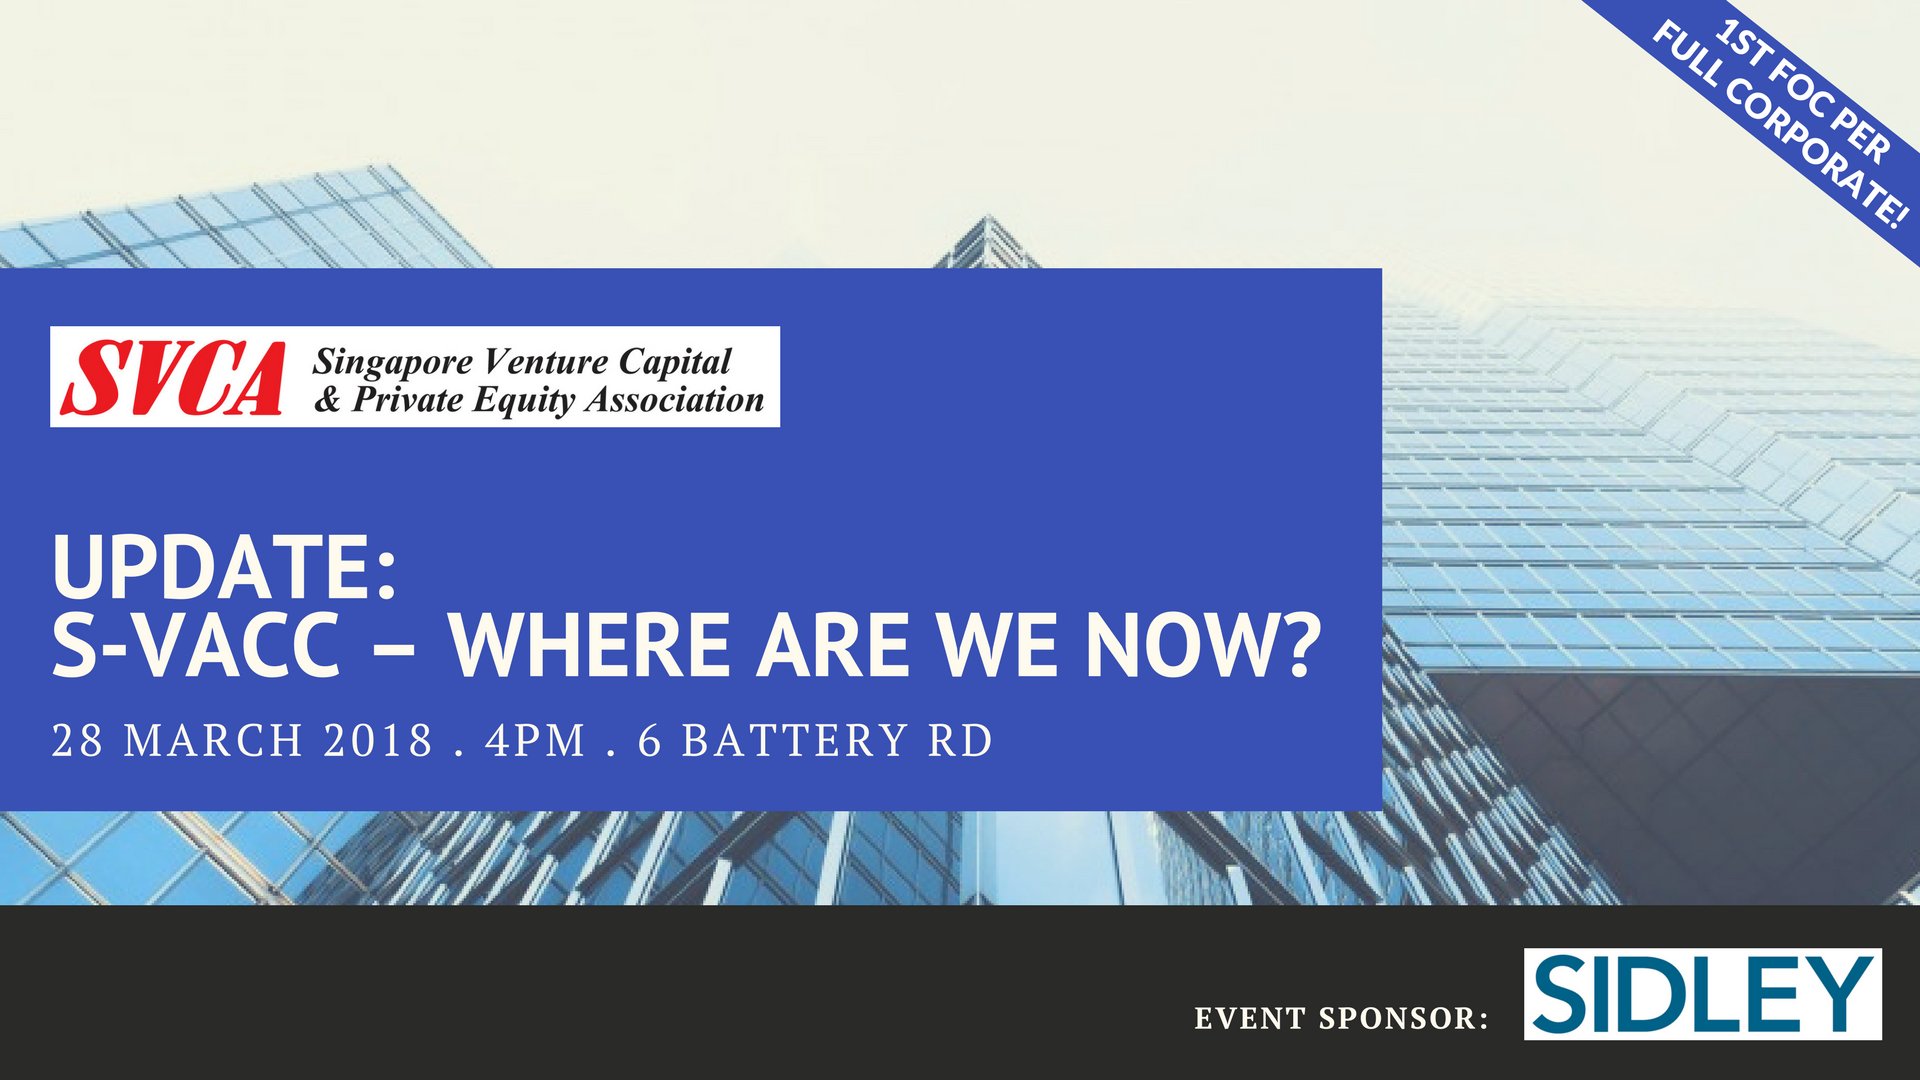 1ST FOC PER
FULL CORPORATE!
SVCA
Singapore Venture Capital
& Private Equity Association
UPDATE:
S-VACC – WHERE ARE WE NOW?
28 MARCH 2018 . 4PM . 6 BATTERY RD
EVENT SPONSOR:
SIDLEY